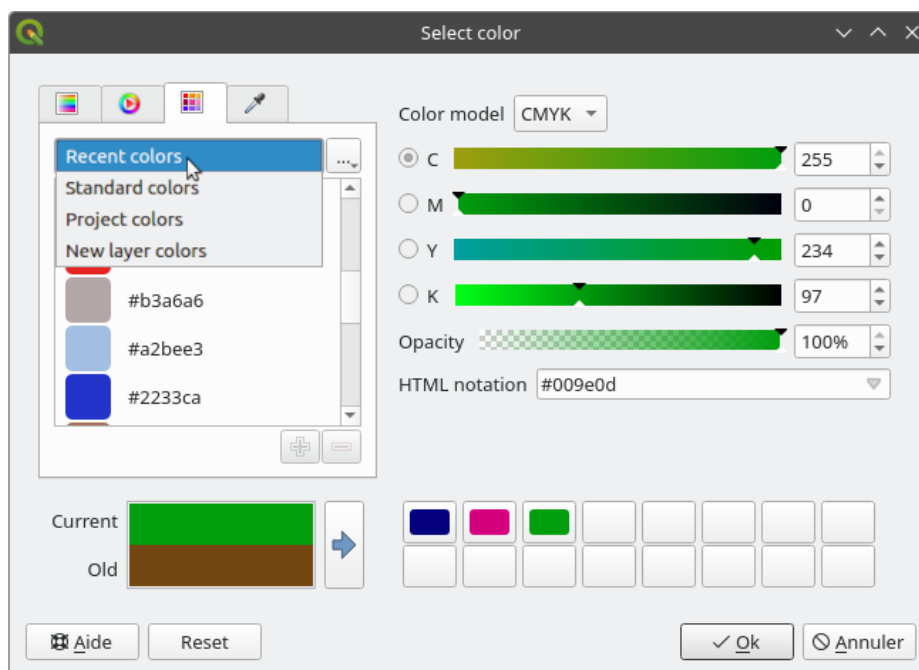 Select color
Recent colors
...
Standard colors
Project colors
New layer colors
#b3a6a6
#a2bee3
#2233ca
Color model CMYK
C 255
M 0
Y 234
K 97
Opacity 100%
HTML notation #009e0d
Current
Old
Aide Reset Ok Annuler